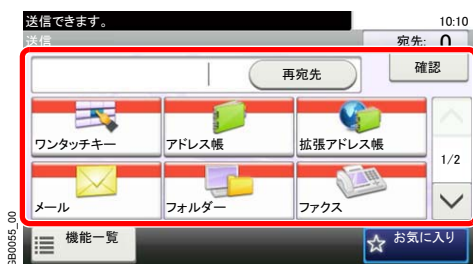 送信できます。 10:10
送信 宛先: 0
再宛先 確認
ワンタッチキー アドレス帳 拡張アドレス帳
1/2
メール フォルダー ファクス
機能一覧 お気に入り
GB0055_00